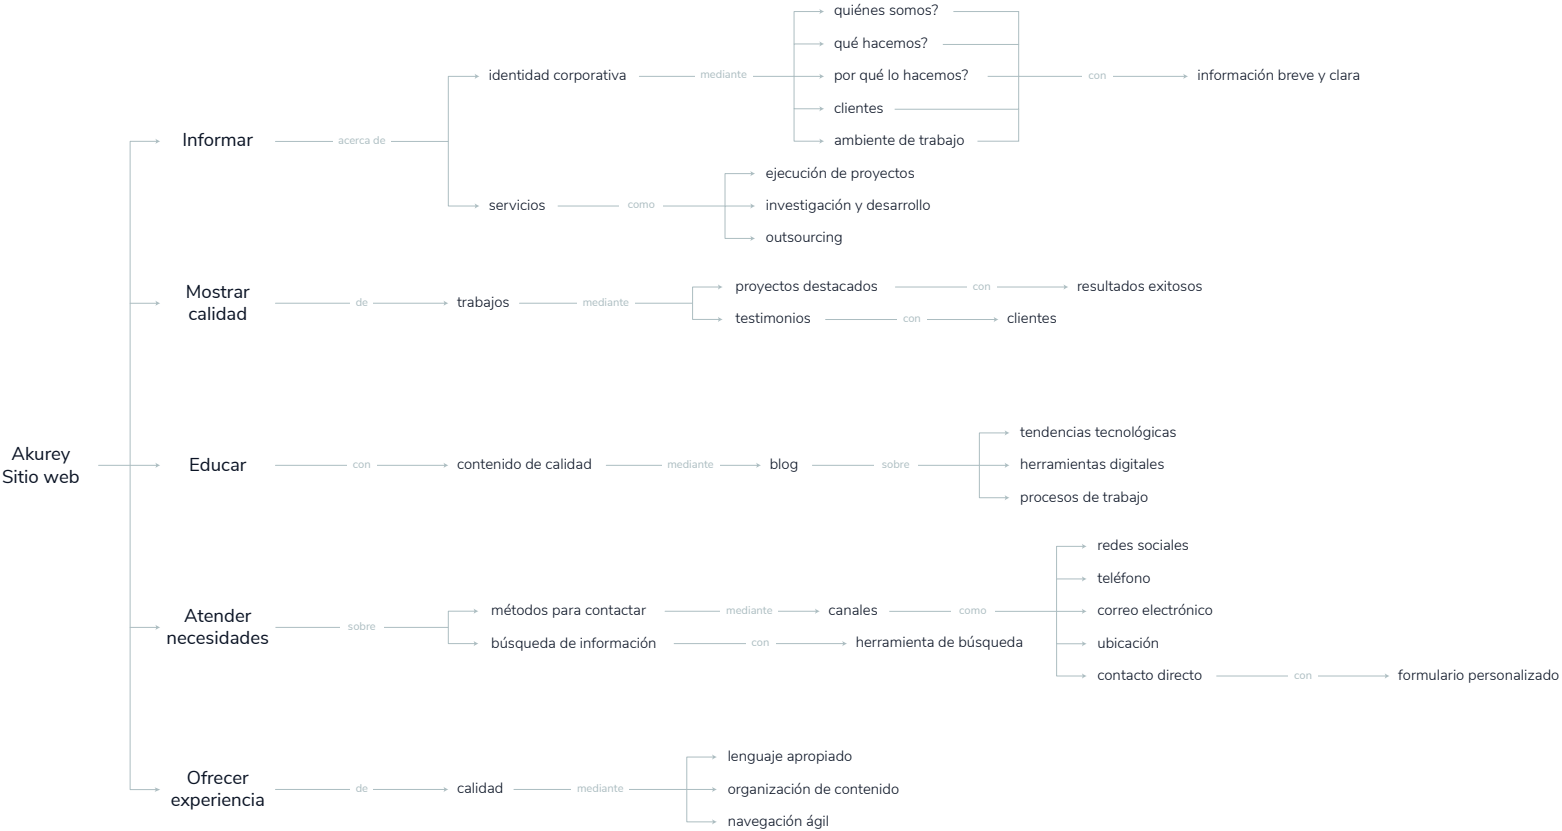 Akurey
Sitio web
Informar
acerca de
identidad corporativa
mediante
quiénes somos?
qué hacemos?
por qué lo hacemos?
clientes
ambiente de trabajo
con
información breve y clara
servicios
como
ejecución de proyectos
investigación y desarrollo
outsourcing
Mostrar
calidad
de
trabajos
mediante
proyectos destacados
con
resultados exitosos
testimonios
con
clientes
Educar
con
contenido de calidad
mediante
blog
sobre
tendencias tecnológicas
herramientas digitales
procesos de trabajo
Atender
necesidades
sobre
métodos para contactar
mediante
canales
como
redes sociales
teléfono
correo electrónico
ubicación
contacto directo
con
formulario personalizado
búsqueda de información
con
herramienta de búsqueda
Ofrecer
experiencia
de
calidad
mediante
lenguaje apropiado
organización de contenido
navegación ágil